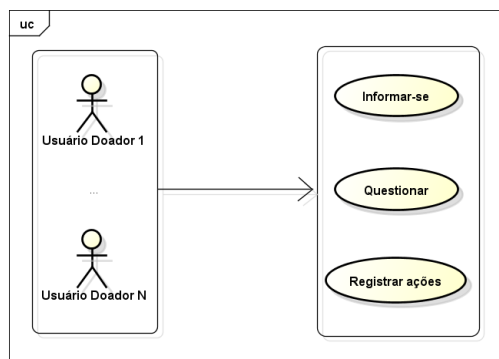 uc
Usuário Doador 1
...
Usuário Doador N
Informar-se
Questionar
Registrar ações